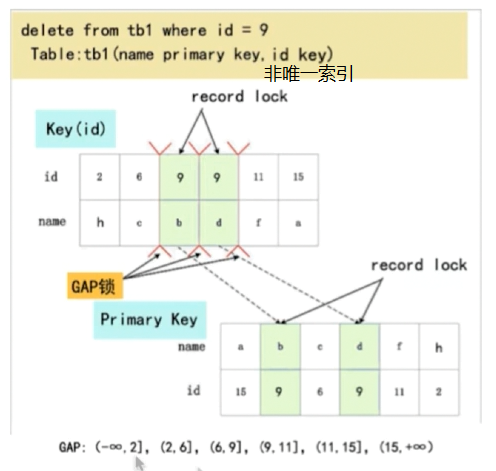 delete from tb1 where id = 9
Table:tb1(name primary key,id key)
非唯一索引
record lock
Key(id)
id 2 6 9 9 11 15
name h c b d f a
GAP锁
record lock
Primary Key
name a b c d f h
id 15 9 6 9 11 2
GAP: (-∞,2], (2,6], (6,9], (9,11], (11,15], (15,+∞)